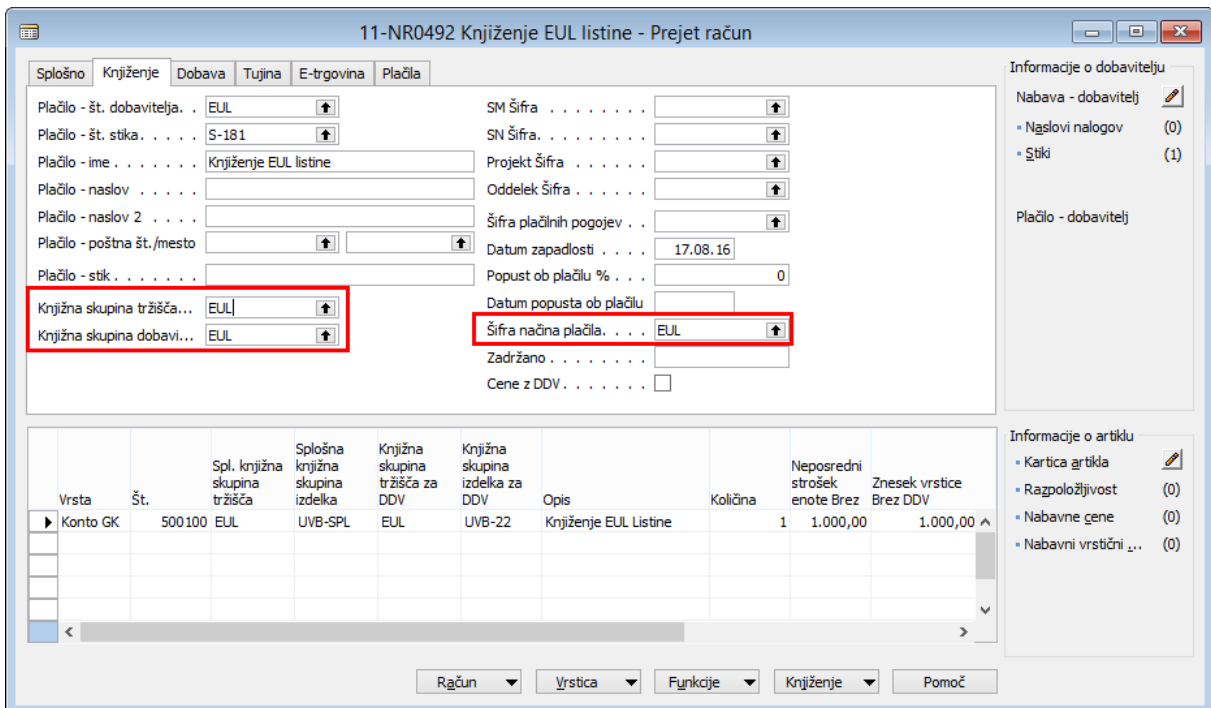 11-NR0492 Knjiženje EUL listine - Prejet račun
Splošno Knjiženje Dobava Tujina E-trgovina Plačila
Plačilo - št. dobavitelja. . EUL
Plačilo - št. stika. . . . . S-181
Plačilo - ime . . . . . . . Knjiženje EUL listine
Plačilo - naslov . . . . .
Plačilo - naslov 2 . . . .
Plačilo - poštna št./mesto
Plačilo - stik . . . . . . .
Knjižna skupina tržišča... EUL
Knjižna skupina dobavi... EUL
SM Šifra . . . . . . . .
SN Šifra. . . . . . . . .
Projekt Šifra . . . . . .
Oddelek Šifra . . . . . .
Šifra plačilnih pogojev . .
Datum zapadlosti . . . . 17.08.16
Popust ob plačilu % . . . 0
Datum popusta ob plačilu
Šifra načina plačila. . . . EUL
Zadržano . . . . . . . .
Cene z DDV . . . . . . .
Informacije o dobavitelju
Nabava - dobavitelj
Naslovi nalogov (0)
Stiki (1)
Plačilo - dobavitelj
Vrsta Št. Spl. knjižna skupina tržišča Splošna knjižna skupina izdelka Knjižna skupina tržišča za DDV Knjižna skupina izdelka za DDV Opis Količina Neposredni strošek enote Brez Znesek vrstice Brez DDV
Konto GK 500100 EUL UVB-SPL EUL UVB-22 Knjiženje EUL Listine 1 1.000,00 1.000,00
Informacije o artiklu
Kartica artikla
Razpoložljivost (0)
Nabavne cene (0)
Nabavni vrstični ... (0)
Račun Vrstica Funkcije Knjiženje Pomoč